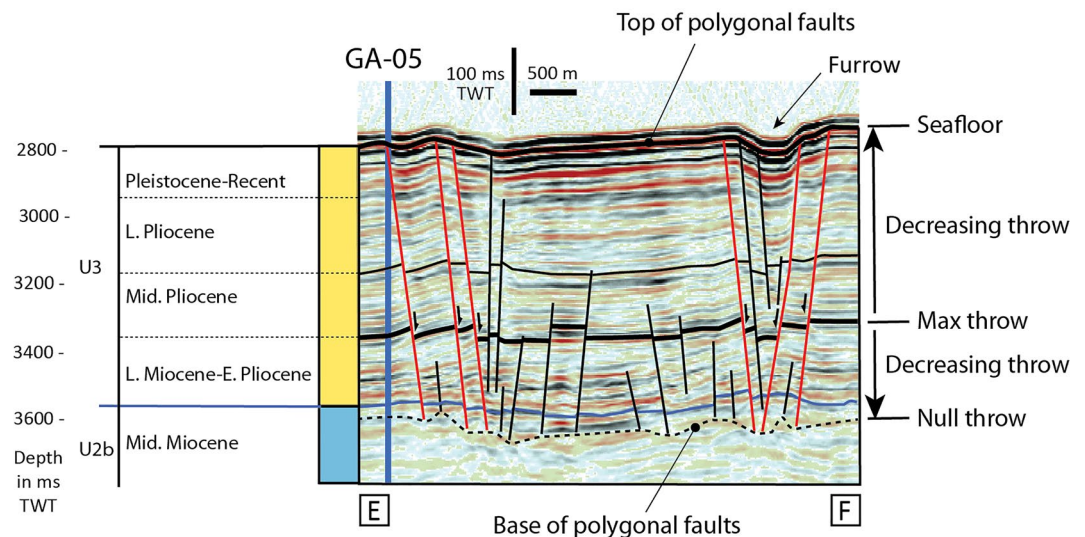 Top of polygonal faults
GA-05
Furrow
100 ms
TWT
500 m
Seafloor
2800 -
Pleistocene-Recent
3000 -
L. Pliocene
Decreasing throw
U3
3200 -
Mid. Pliocene
Max throw
3400 -
L. Miocene-E. Pliocene
Decreasing throw
3600 -
Null throw
U2b
Mid. Miocene
Depth
in ms
TWT
E
F
Base of polygonal faults